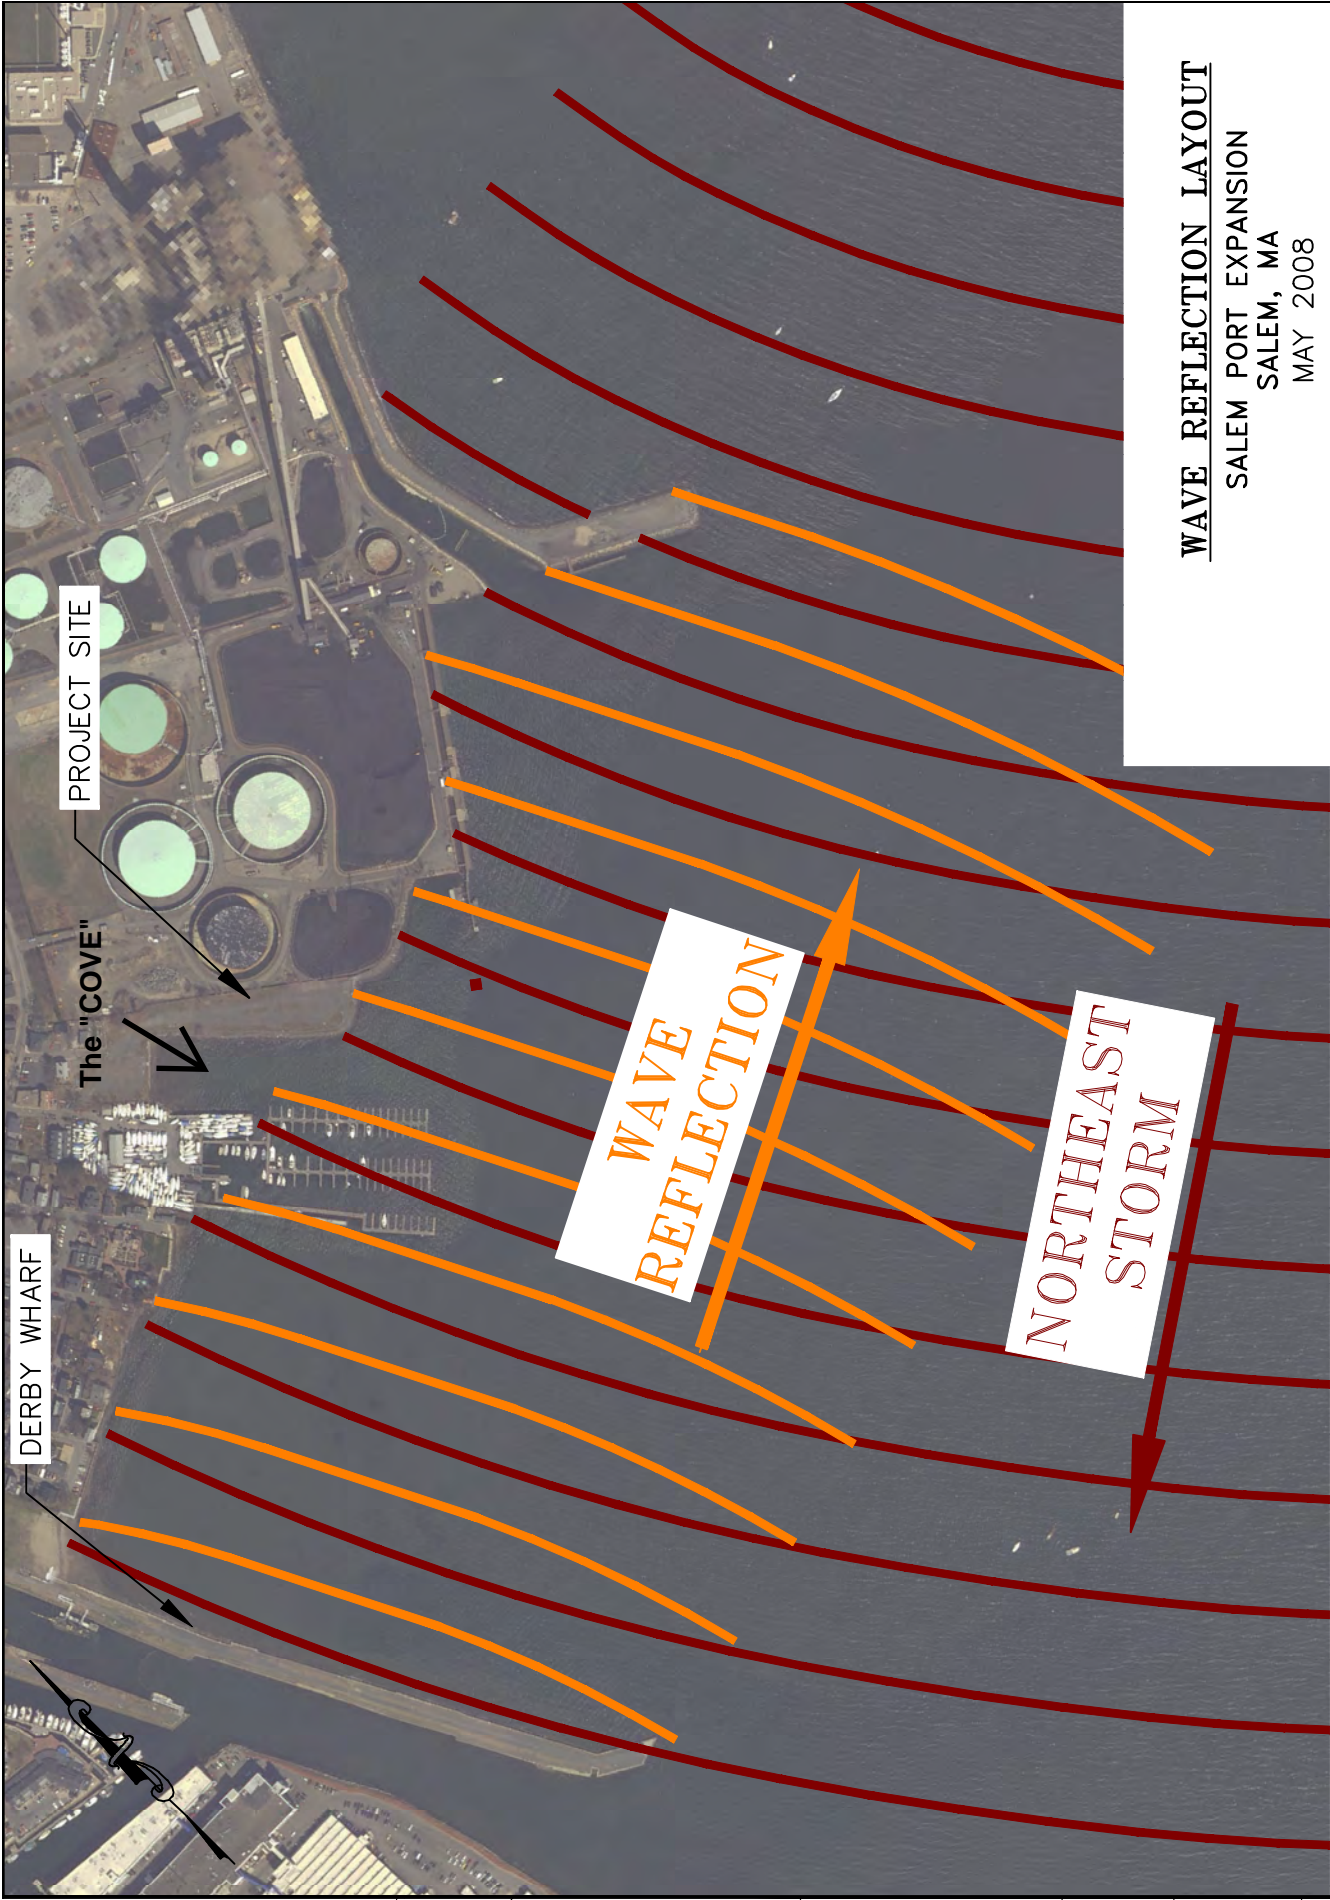 DERBY WHARF
The "COVE"
PROJECT SITE
WAVE
REFLECTION
NORTHEAST
STORM
WAVE REFLECTION LAYOUT
SALEM PORT EXPANSION
SALEM, MA
MAY 2008